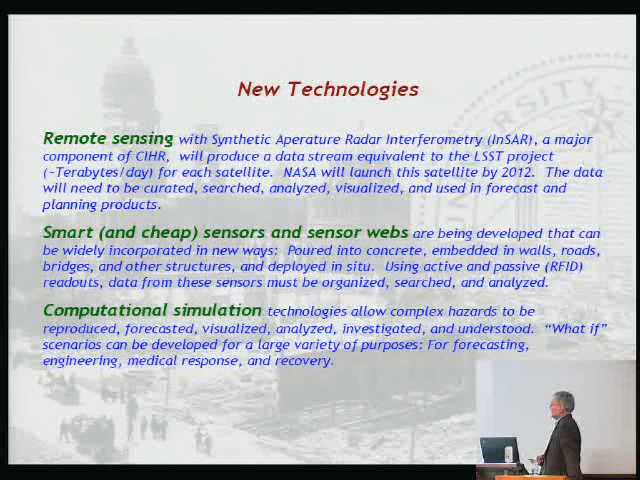 New Technologies
Remote sensing with Synthetic Aperature Radar Interferometry (InSAR), a major
component of CIHR, will produce a data stream equivalent to the LSST project
(~Terabytes/day) for each satellite. NASA will launch this satellite by 2012. The data
will need to be curated, searched, analyzed, visualized, and used in forecast and
planning products.
Smart (and cheap) sensors and sensor webs are being developed that can
be widely incorporated in new ways: Poured into concrete, embedded in walls, roads,
bridges, and other structures, and deployed in situ. Using active and passive (RFID)
readouts, data from these sensors must be organized, searched, and analyzed.
Computational simulation technologies allow complex hazards to be
reproduced, forecasted, visualized, analyzed, investigated, and understood. “What if”
scenarios can be developed for a large variety of purposes: For forecasting,
engineering, medical response, and recovery.